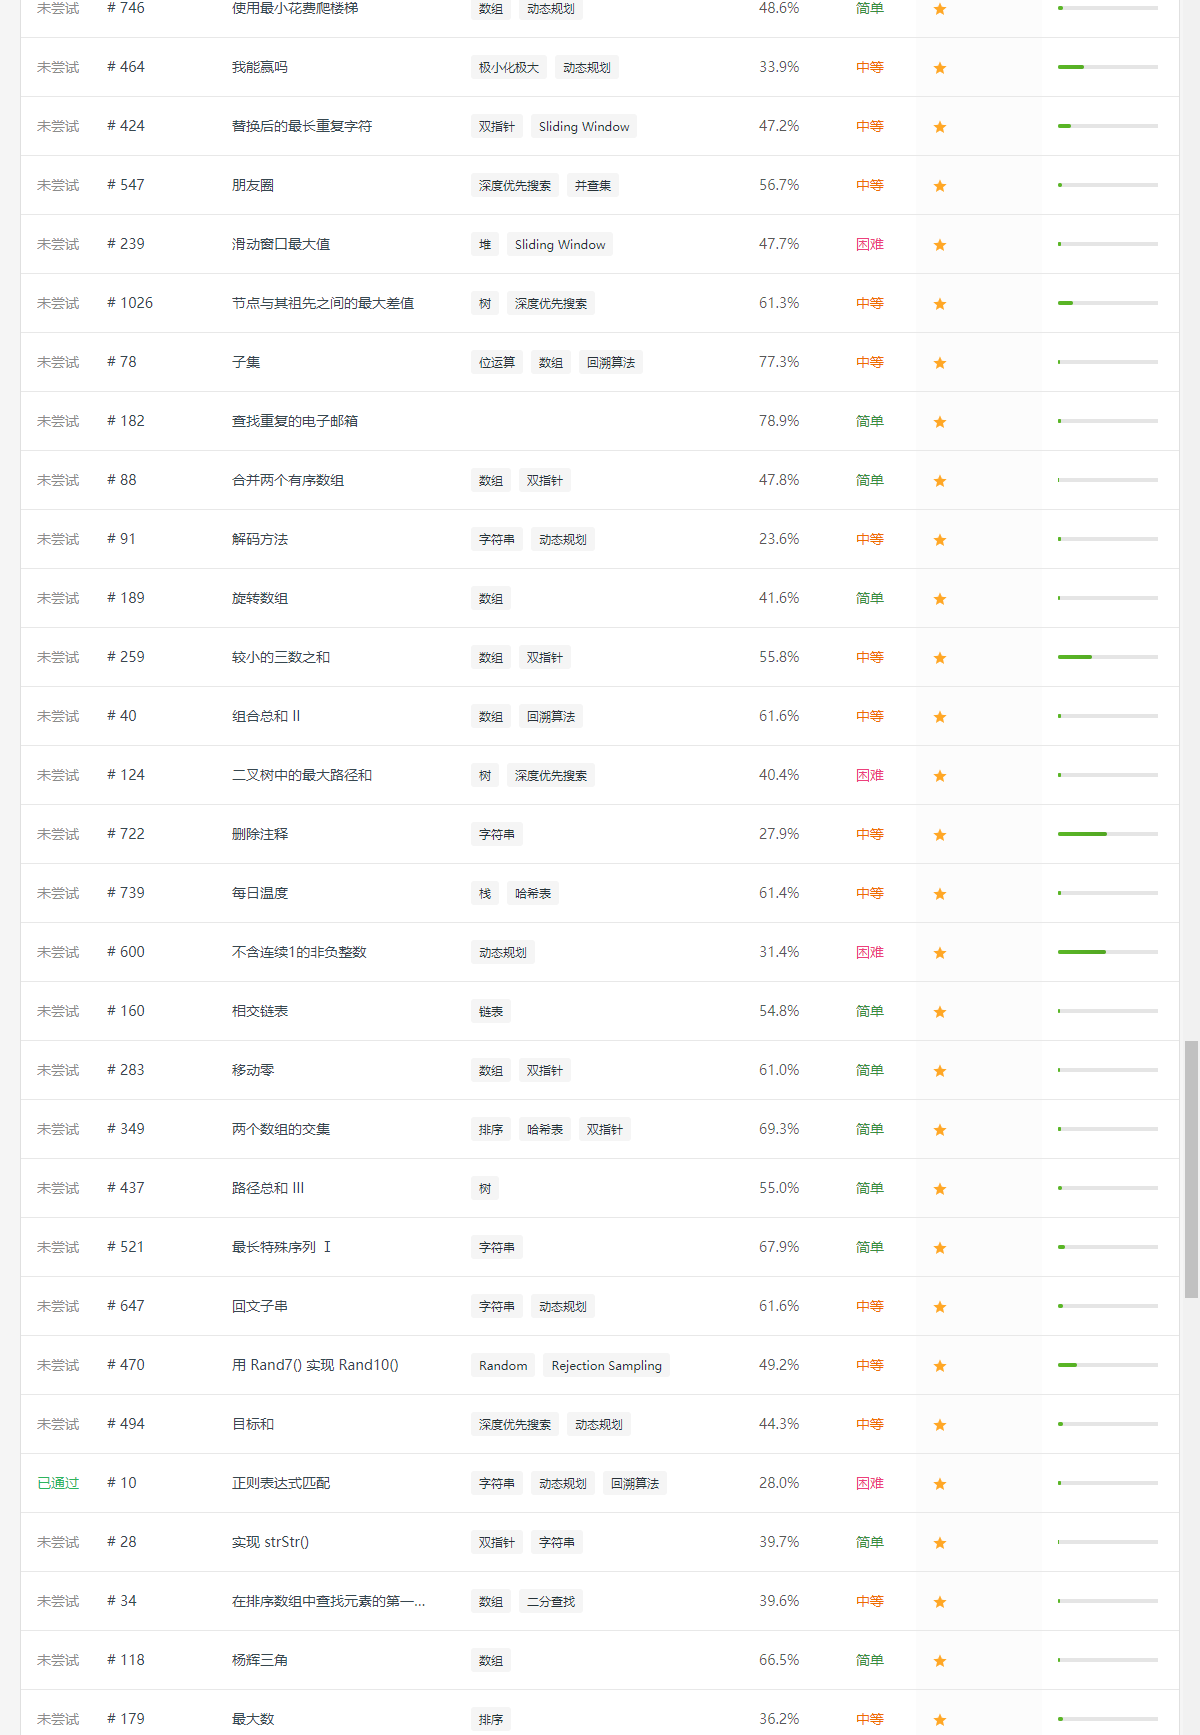 未尝试 # 746 使用最小花费爬楼梯 数组 动态规划 48.6% 简单
未尝试 # 464 我能赢吗 极小化极大 动态规划 33.9% 中等
未尝试 # 424 替换后的最长重复字符 双指针 Sliding Window 47.2% 中等
未尝试 # 547 朋友圈 深度优先搜索 并查集 56.7% 中等
未尝试 # 239 滑动窗口最大值 堆 Sliding Window 47.7% 困难
未尝试 # 1026 节点与其祖先之间的最大差值 树 深度优先搜索 61.3% 中等
未尝试 # 78 子集 位运算 数组 回溯算法 77.3% 中等
未尝试 # 182 查找重复的电子邮箱 78.9% 简单
未尝试 # 88 合并两个有序数组 数组 双指针 47.8% 简单
未尝试 # 91 解码方法 字符串 动态规划 23.6% 中等
未尝试 # 189 旋转数组 数组 41.6% 简单
未尝试 # 259 较小的三数之和 数组 双指针 55.8% 中等
未尝试 # 40 组合总和 II 数组 回溯算法 61.6% 中等
未尝试 # 124 二叉树中的最大路径和 树 深度优先搜索 40.4% 困难
未尝试 # 722 删除注释 字符串 27.9% 中等
未尝试 # 739 每日温度 栈 哈希表 61.4% 中等
未尝试 # 600 不含连续1的非负整数 动态规划 31.4% 困难
未尝试 # 160 相交链表 链表 54.8% 简单
未尝试 # 283 移动零 数组 双指针 61.0% 简单
未尝试 # 349 两个数组的交集 排序 哈希表 双指针 69.3% 简单
未尝试 # 437 路径总和 III 树 55.0% 简单
未尝试 # 521 最长特殊序列 Ⅰ 字符串 67.9% 简单
未尝试 # 647 回文子串 字符串 动态规划 61.6% 中等
未尝试 # 470 用 Rand7() 实现 Rand10() Random Rejection Sampling 49.2% 中等
未尝试 # 494 目标和 深度优先搜索 动态规划 44.3% 中等
已通过 # 10 正则表达式匹配 字符串 动态规划 回溯算法 28.0% 困难
未尝试 # 28 实现 strStr() 双指针 字符串 39.7% 简单
未尝试 # 34 在排序数组中查找元素的第一... 数组 二分查找 39.6% 中等
未尝试 # 118 杨辉三角 数组 66.5% 简单
未尝试 # 179 最大数 排序 36.2% 中等